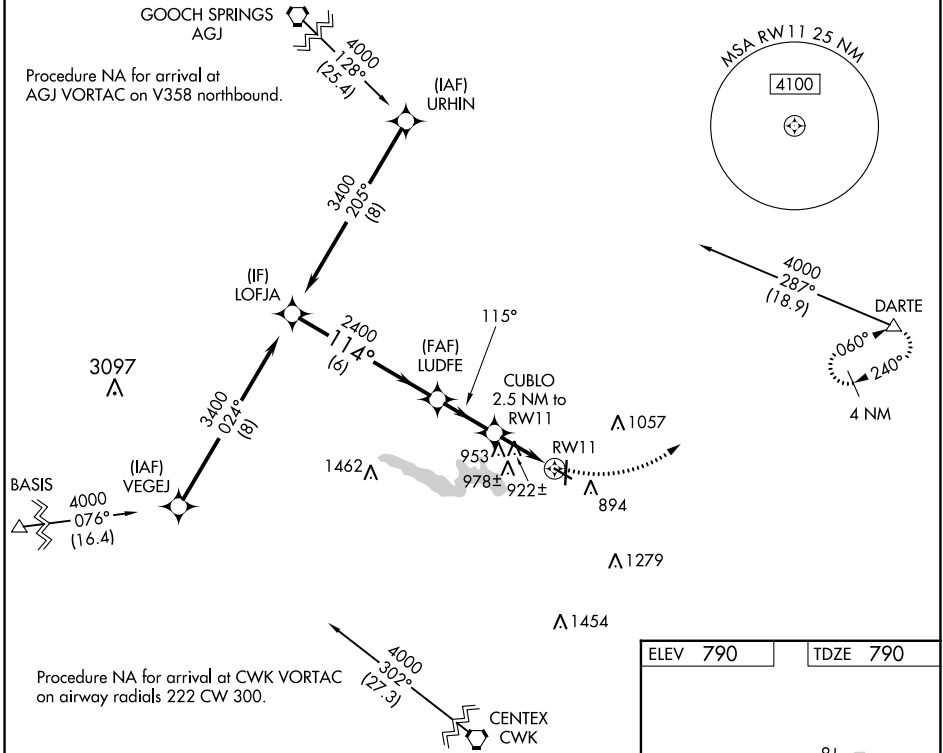 GOOCH SPRINGS
AGJ
4000
128°
(25.4)
Procedure NA for arrival at
AGJ VORTAC on V358 northbound.
(IAF)
URHIN
MSA RW11 25 NM
4100
3400
205°
(8)
(IF)
LOFJA
4000
287°
(18.9)
DARTE
060°
240°
4 NM
2400
114°
(6)
115°
(FAF)
LUDFE
CUBLO
2.5 NM to
RW11
3097
3400
024°
(8)
1057
RW11
953
1462
978±
922±
894
(IAF)
VEGEJ
BASIS
4000
076°
(16.4)
1279
1454
Procedure NA for arrival at CWK VORTAC
on airway radials 222 CW 300.
4000
302°
(27.3)
CENTEX
CWK
ELEV 790
TDZE 790